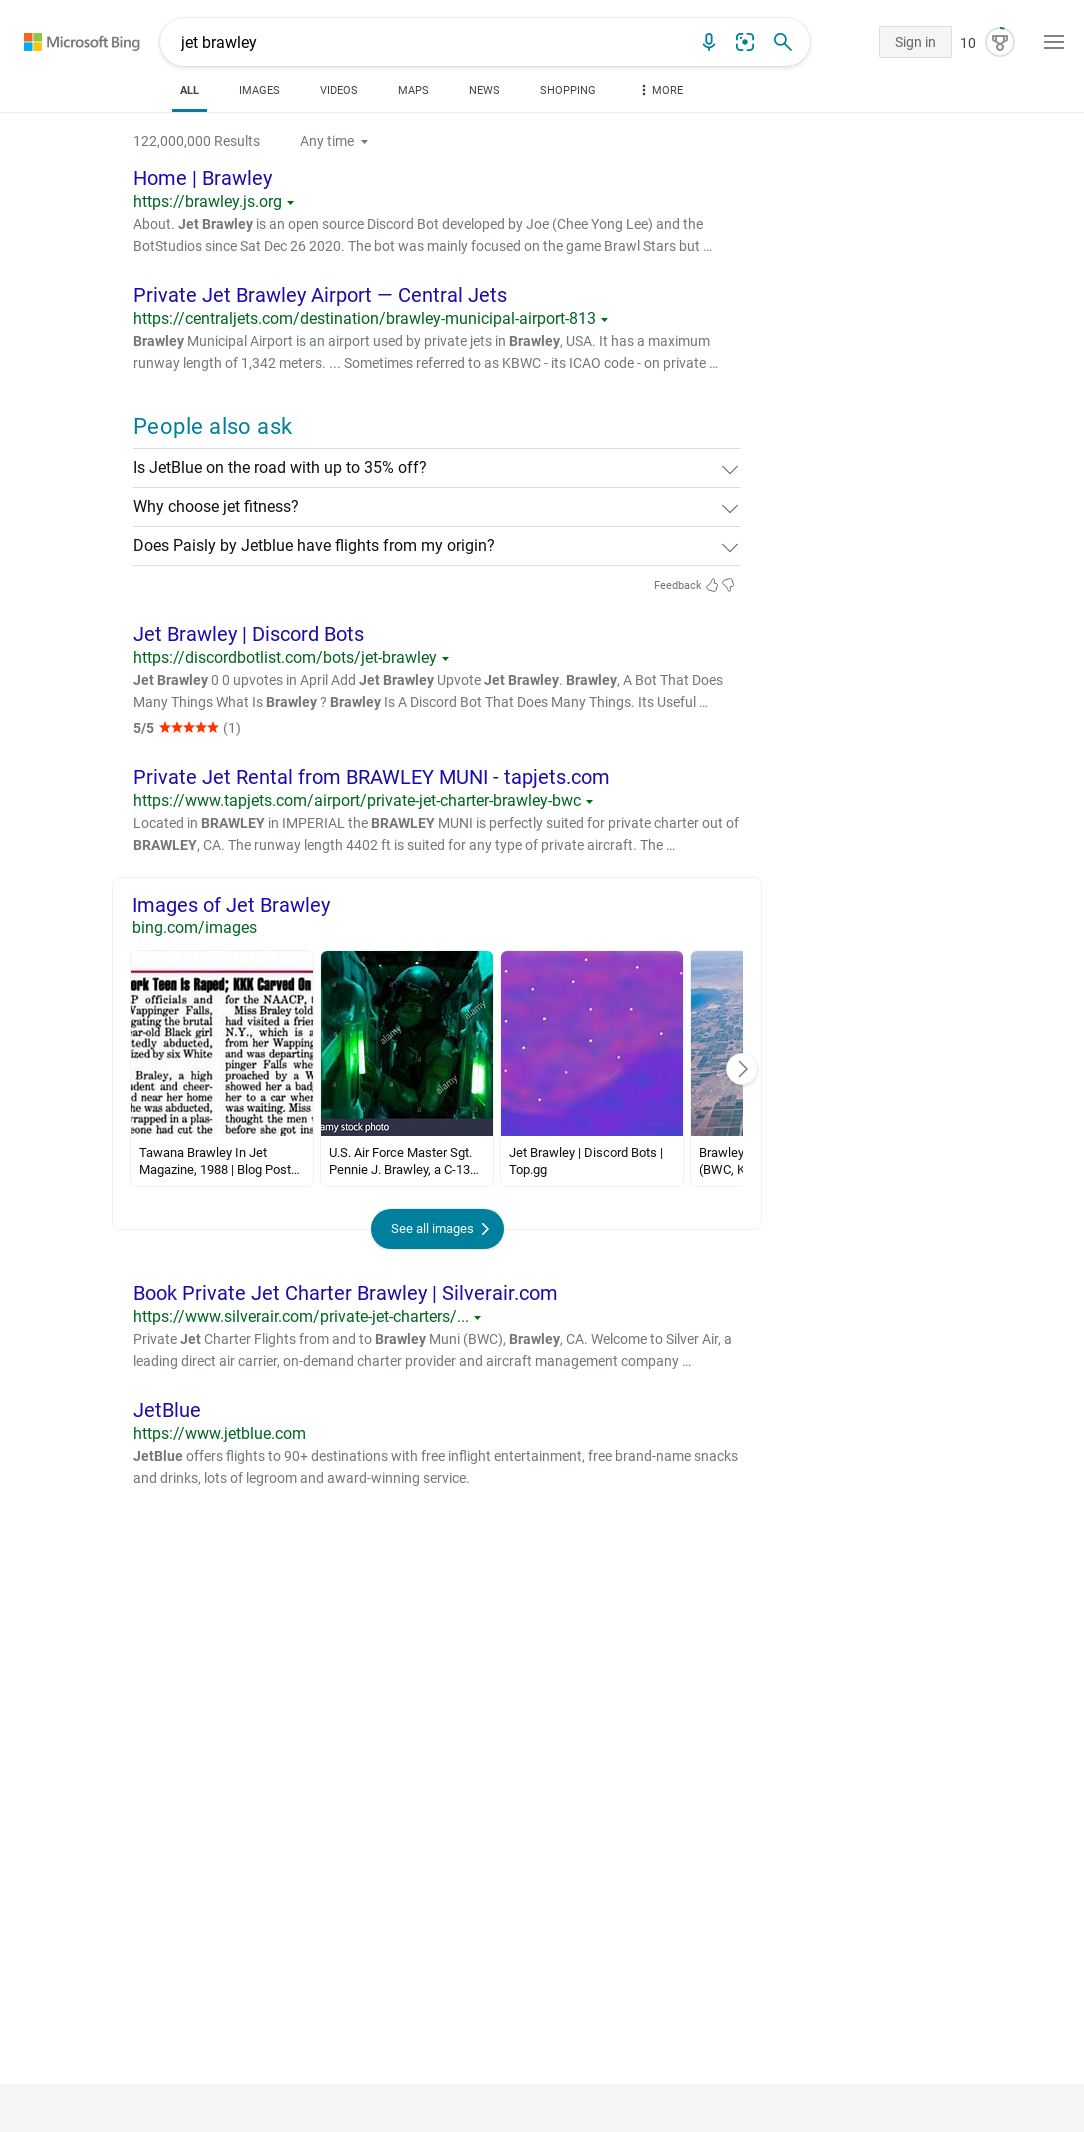 Microsoft Bing
jet brawley
Sign in
10
ALL
IMAGES
VIDEOS
MAPS
NEWS
SHOPPING
MORE
122,000,000 Results
Any time
Home | Brawley
https://brawley.js.org
About. Jet Brawley is an open source Discord Bot developed by Joe (Chee Yong Lee) and the
BotStudios since Sat Dec 26 2020. The bot was mainly focused on the game Brawl Stars but …
Private Jet Brawley Airport — Central Jets
https://centraljets.com/destination/brawley-municipal-airport-813
Brawley Municipal Airport is an airport used by private jets in Brawley, USA. It has a maximum
runway length of 1,342 meters. ... Sometimes referred to as KBWC - its ICAO code - on private …
People also ask
Is JetBlue on the road with up to 35% off?
Why choose jet fitness?
Does Paisly by Jetblue have flights from my origin?
Feedback
Jet Brawley | Discord Bots
https://discordbotlist.com/bots/jet-brawley
Jet Brawley 0 0 upvotes in April Add Jet Brawley Upvote Jet Brawley. Brawley, A Bot That Does
Many Things What Is Brawley ? Brawley Is A Discord Bot That Does Many Things. Its Useful …
5/5 (1)
Private Jet Rental from BRAWLEY MUNI - tapjets.com
https://www.tapjets.com/airport/private-jet-charter-brawley-bwc
Located in BRAWLEY in IMPERIAL the BRAWLEY MUNI is perfectly suited for private charter out of
BRAWLEY, CA. The runway length 4402 ft is suited for any type of private aircraft. The …
Images of Jet Brawley
bing.com/images
ork Teen Is Raped; KKK Carved On
P officials and
Wappinger Falls,
gating the brutal
ear-old Black girl
tedly abducted,
ized by six White
Braley, a high
udent and cheer-
d near her home
he was abducted,
wrapped in a plas-
eone had cut the
for the NAACP, t
Miss Braley told
had visited a frien
N.Y., which is a
from her Wapping
and was departing
pinger Falls whe
proached by a W
showed her a bad
her to a car wher
was waiting. Miss
thought the men
before she got ins
alamy
alamy
alamy
amy stock photo
Tawana Brawley In Jet
Magazine, 1988 | Blog Post…
U.S. Air Force Master Sgt.
Pennie J. Brawley, a C-13…
Jet Brawley | Discord Bots |
Top.gg
Brawley
(BWC, K
See all images
Book Private Jet Charter Brawley | Silverair.com
https://www.silverair.com/private-jet-charters/...
Private Jet Charter Flights from and to Brawley Muni (BWC), Brawley, CA. Welcome to Silver Air, a
leading direct air carrier, on-demand charter provider and aircraft management company …
JetBlue
https://www.jetblue.com
JetBlue offers flights to 90+ destinations with free inflight entertainment, free brand-name snacks
and drinks, lots of legroom and award-winning service.